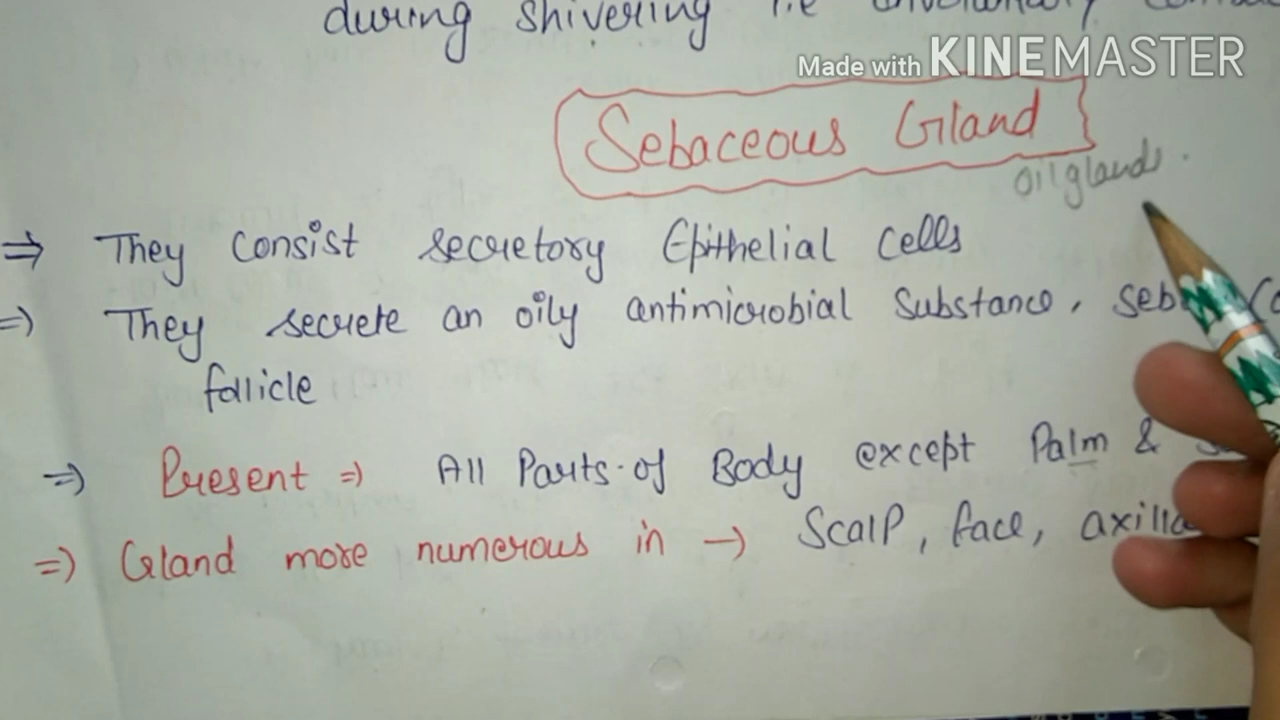 during shivering i.e
Made with KINEMASTER
Sebaceous Gland
oil glands.
⇒ They consist secretory Epithelial cells
⇒ They secrete an oily antimicrobial substance,
follicle
⇒ Present ⇒ All Parts of Body except Palm &
⇒ Gland more numerous in → Scalp, face, axilla